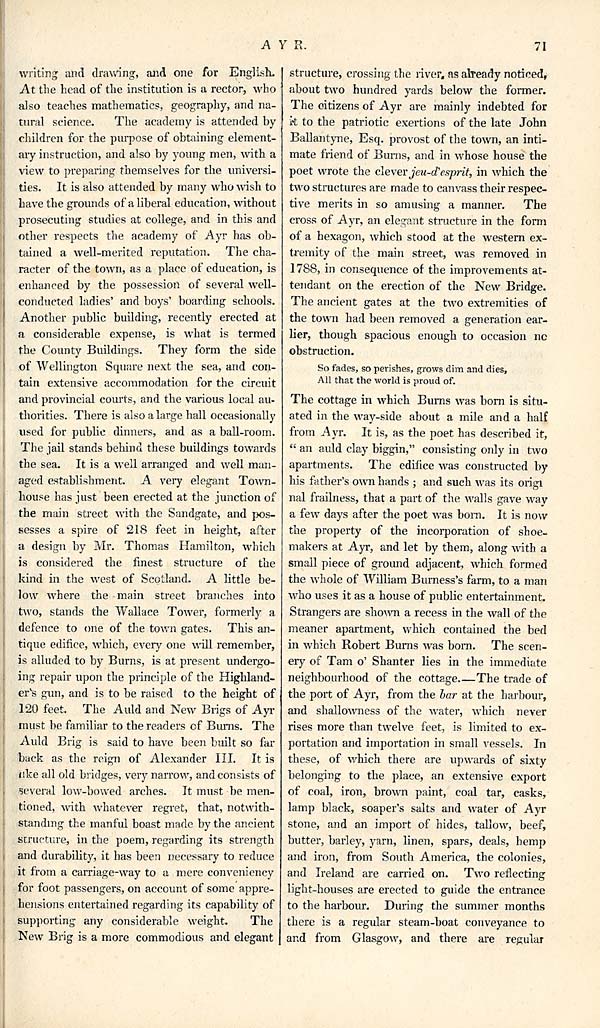 AYR. 71
writing and drawing, and one for English.
At the head of the institution is a rector, who
also teaches mathematics, geography, and na-
tural science. The academy is attended by
children for the purpose of obtaining element-
ary instruction, and also by young men, with a
view to preparing themselves for the universi-
ties. It is also attended by many who wish to
have the grounds of a liberal education, without
prosecuting studies at college, and in this and
other respects the academy of Ayr has ob-
tained a well-merited reputation. The cha-
racter of the town, as a place of education, is
enhanced by the possession of several well-
conducted ladies' and boys' boarding schools.
Another public building, recently erected at
a considerable expense, is what is termed
the County Buildings. They form the side
of Wellington Square next the sea, and con-
tain extensive accommodation for the circuit
and provincial courts, and the various local au-
thorities. There is also a large hall occasionally
used for public dinners, and as a ball-room.
The jail stands behind these buildings towards
the sea. It is a well arranged and well man-
aged establishment. A very elegant Town-
house has just been erected at the junction of
the main street with the Sandgate, and pos-
sesses a spire of 218 feet in height, after
a design by Mr. Thomas Hamilton, which
is considered the finest structure of the
kind in the west of Scotland. A little be-
low where the main street branches into
two, stands the Wallace Tower, formerly a
defence to one of the town gates. This an-
tique edifice, which, every one will remember,
is alluded to by Burns, is at present undergo-
ing repair upon the principle of the Highland-
er's gun, and is to be raised to the height of
120 feet. The Auld and New Brigs of Ayr
must be familiar to the readers of Burns. The
Auld Brig is said to have been built so far
back as the reign of Alexander III. It is
like all old bridges, very narrow, and consists of
several low-bowed arches. It must be men-
tioned, with whatever regret, that, notwith-
standing the manful boast made by the ancient
structure, in the poem, regarding its strength
and durability, it has been necessary to reduce
it from a carriage-way to a mere conveniency
for foot passengers, on account of some appre-
hensions entertained regarding its capability of
supporting any considerable weight. The
New Brig is a more commodious and elegant
structure, crossing the river, as already noticed,
about two hundred yards below the former.
The citizens of Ayr are mainly indebted for
it to the patriotic exertions of the late John
Ballantyne, Esq. provost of the town, an inti-
mate friend of Burns, and in whose house the
poet wrote the clever jeu-d'esprit, in which the
two structures are made to canvass their respec-
tive merits in so amusing a manner. The
cross of Ayr, an elegant structure in the form
of a hexagon, which stood at the western ex-
tremity of the main street, was removed in
1788, in consequence of the improvements at-
tendant on the erection of the New Bridge.
The ancient gates at the two extremities of
the town had been removed a generation ear-
lier, though spacious enough to occasion nc
obstruction.
So fades, so perishes, grows dim and dies,
All that the world is proud of.
The cottage in which Burns was born is situ-
ated in the way-side about a mile and a half
from Ayr. It is, as the poet has described it,
" an auld clay biggin," consisting only in two
apartments. The edifice was constructed by
his father's own hands ; and such was its origi
nal frailness, that a part of the walls gave way
a few days after the poet was born. It is now
the property of the incorporation of shoe-
makers at Ayr, and let by them, along with a
small piece of ground adjacent, which formed
the whole of William Burness's farm, to a man
who uses it as a house of public entertainment.
Strangers are shown a recess in the wall of the
meaner apartment, which contained the bed
in which Robert Burns was born. The scen-
ery of Tam o' Shanter lies in the immediate
neighbourhood of the cottage.—The trade of
the port of Ayr, from the bar at the harbour,
and shallowness of the water, which never
rises more than twelve feet, is limited to ex-
portation and importation in small vessels. In
these, of which there are upwards of sixty
belonging to the place, an extensive export
of coal, iron, brown paint, coal tar, casks,
lamp black, soaper's salts and water of Ayr
stone, and an import of hides, tallow, beef,
butter, barley, yarn, linen, spars, deals, hemp
and iron, from South America, the colonies,
and Ireland are carried on. Two reflecting
light-houses are erected to guide the entrance
to the harbour. During the summer months
there is a regular steam-boat conveyance to
and from Glasgow, and there are regular